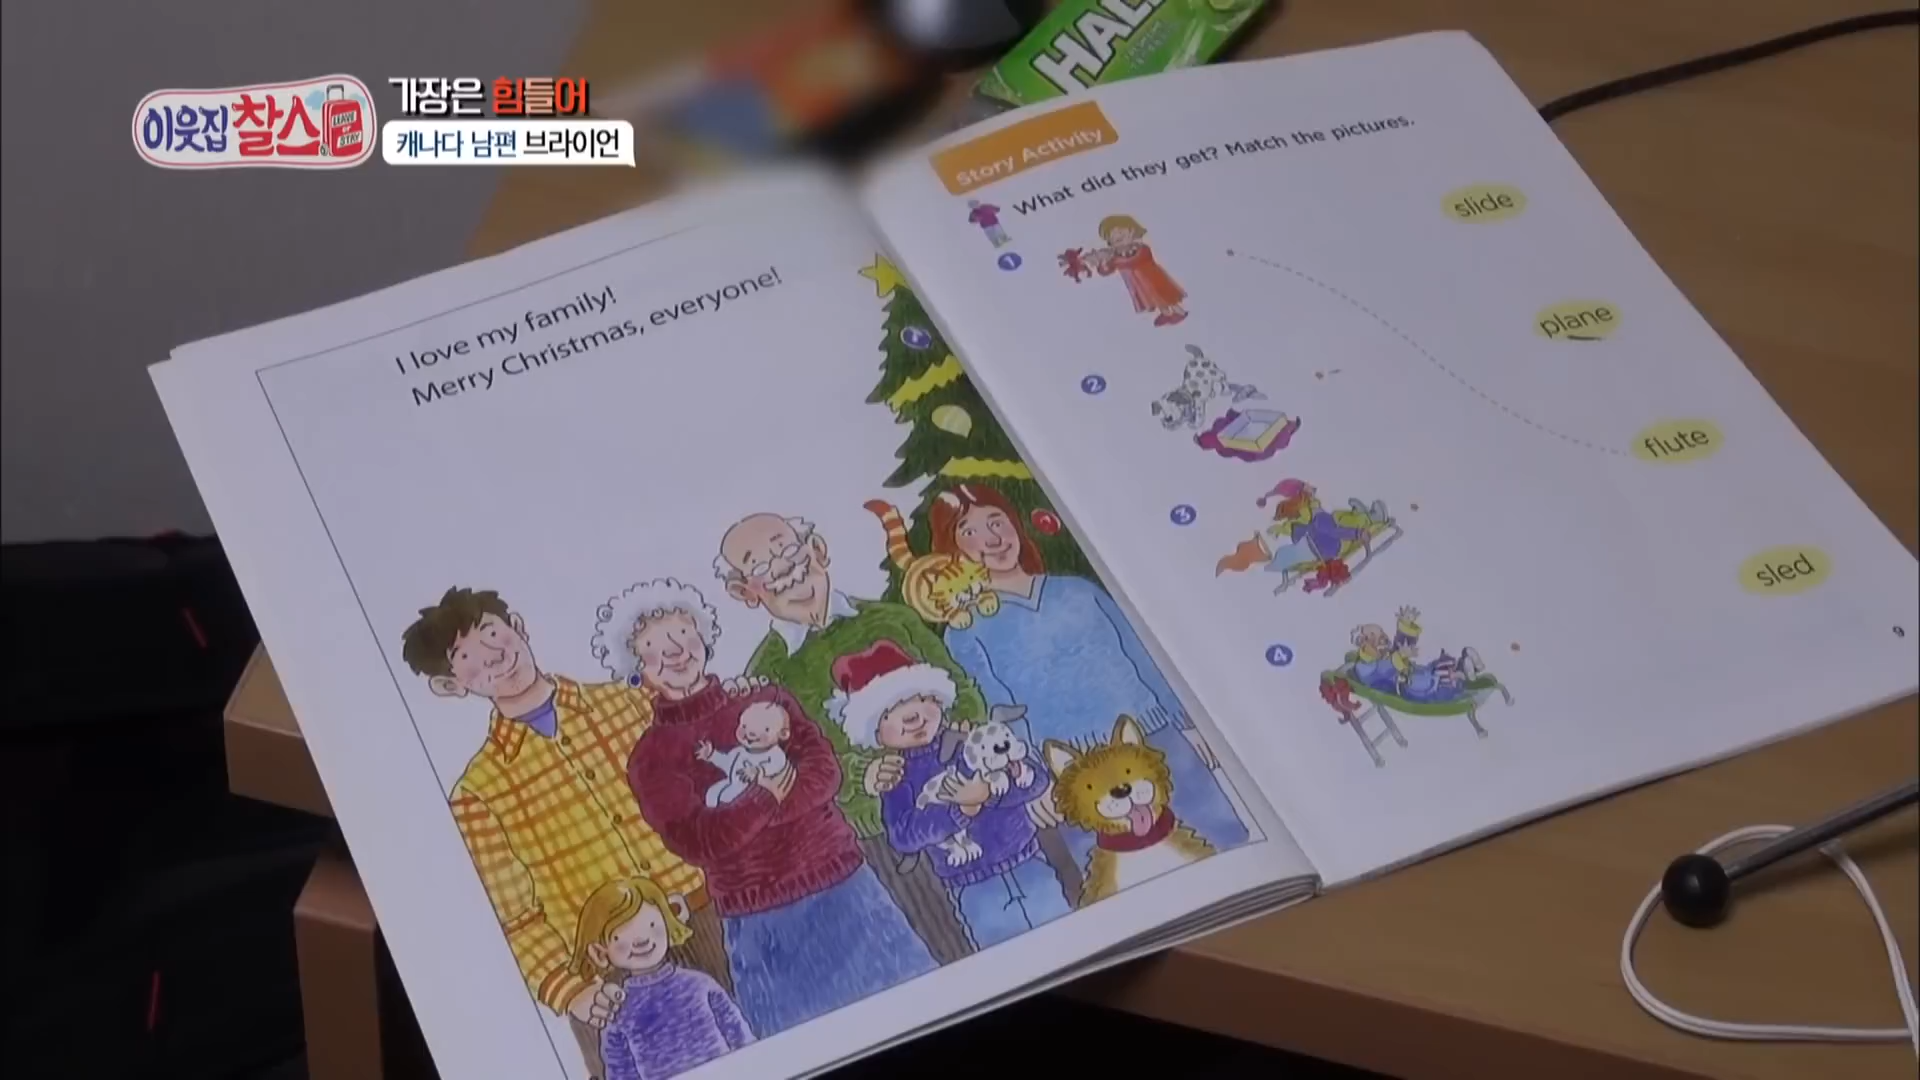 이웃집 찰스
LEAVE
or
STAY
가장은 힘들어
캐나다 남편 브라이언
HALL
I love my family!
Merry Christmas, everyone!
Story Activity
What did they get? Match the pictures.
1
2
3
4
slide
plane
flute
sled
9